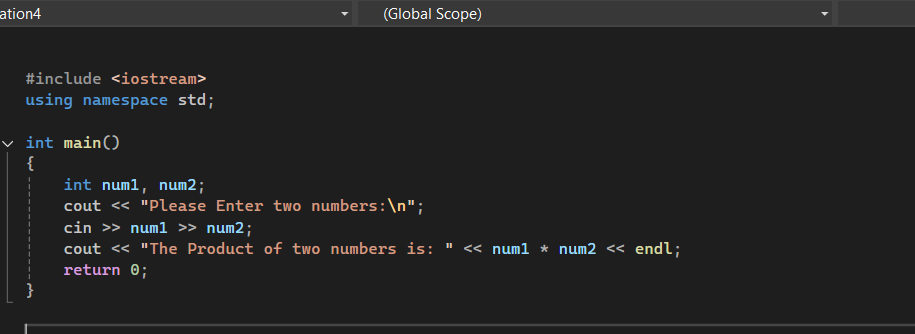 ation4
(Global Scope)
#include <iostream>
using namespace std;
int main()
{
int num1, num2;
cout << "Please Enter two numbers:\n";
cin >> num1 >> num2;
cout << "The Product of two numbers is: " << num1 * num2 << endl;
return 0;
}